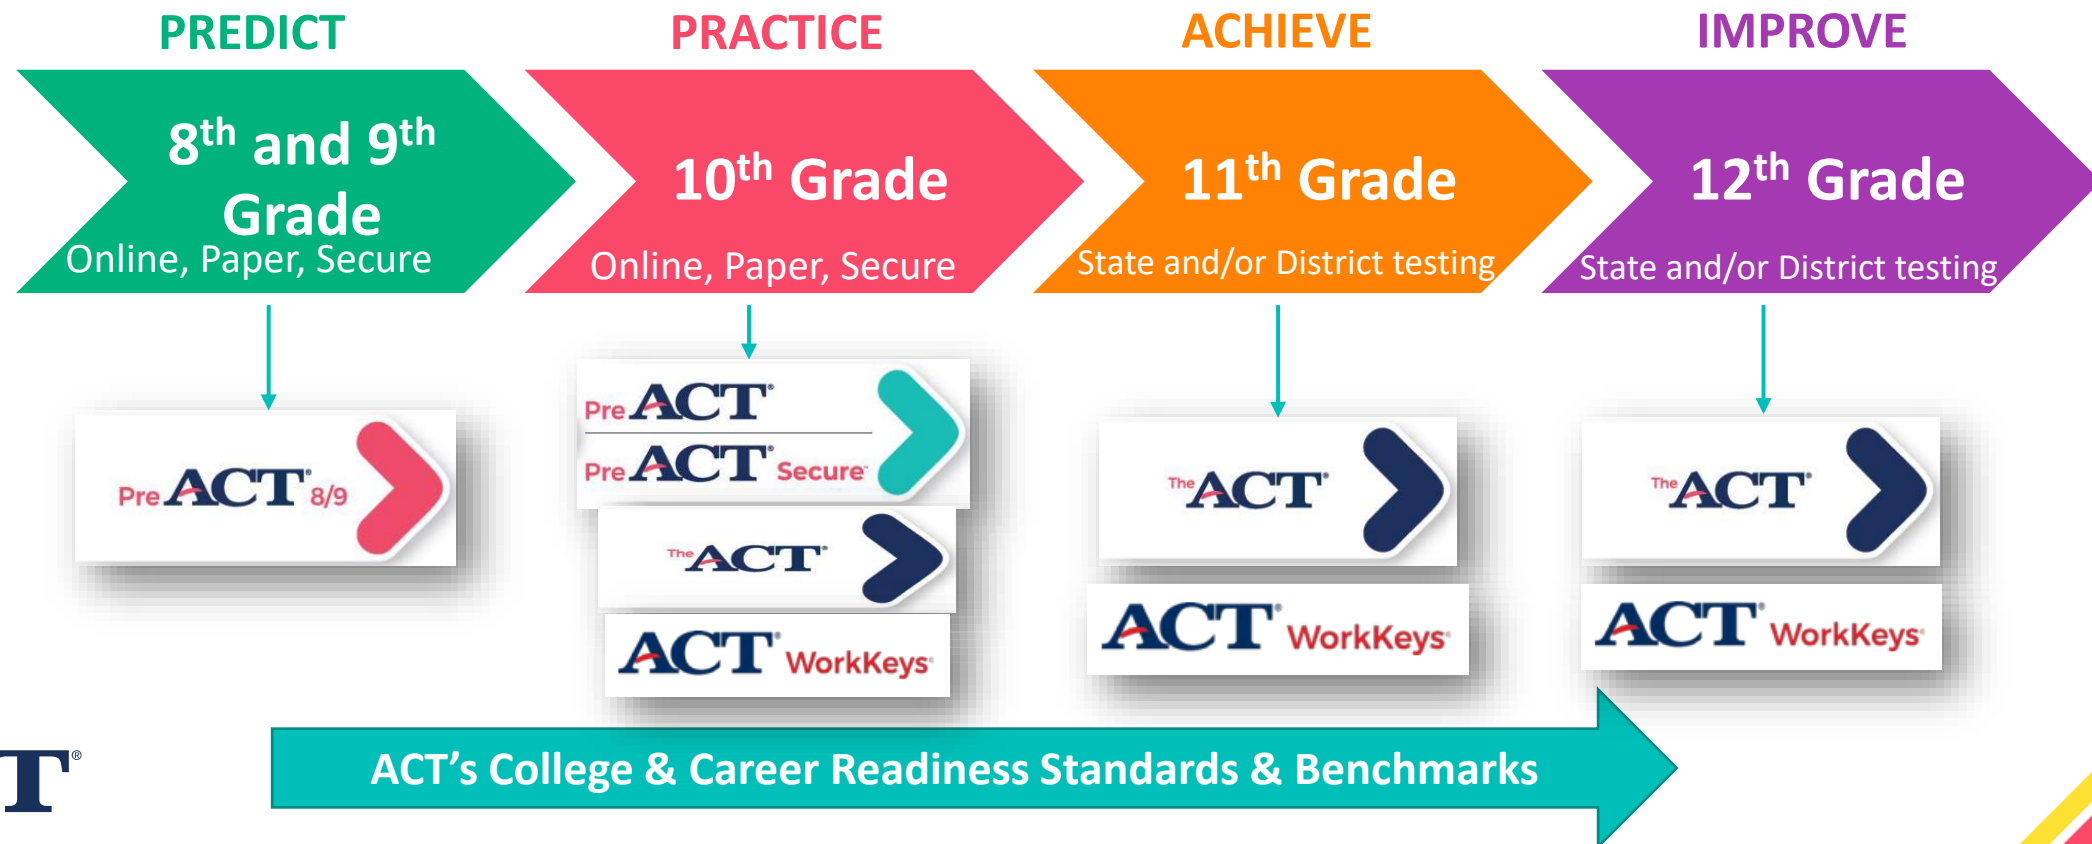 PREDICT
8th and 9th
Grade
Online, Paper, Secure
PreACT® 8/9
PRACTICE
10th Grade
Online, Paper, Secure
PreACT®
PreACT® Secure™
The ACT®
ACT® WorkKeys®
ACHIEVE
11th Grade
State and/or District testing
The ACT®
ACT® WorkKeys®
IMPROVE
12th Grade
State and/or District testing
The ACT®
ACT® WorkKeys®
ACT’s College & Career Readiness Standards & Benchmarks
T®